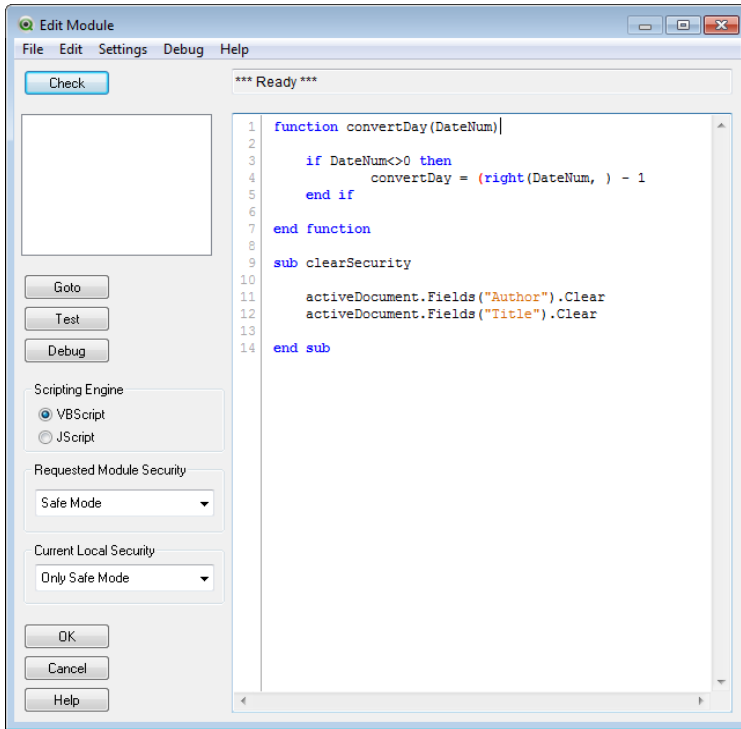 Edit Module
File Edit Settings Debug Help
Check
*** Ready ***
1 function convertDay(DateNum)
2
3 if DateNum<>0 then
4 convertDay = (right(DateNum, ) - 1
5 end if
6
7 end function
8
9 sub clearSecurity
10
11 activeDocument.Fields("Author").Clear
12 activeDocument.Fields("Title").Clear
13
14 end sub
Goto
Test
Debug
Scripting Engine
VBScript
JScript
Requested Module Security
Safe Mode
Current Local Security
Only Safe Mode
OK
Cancel
Help